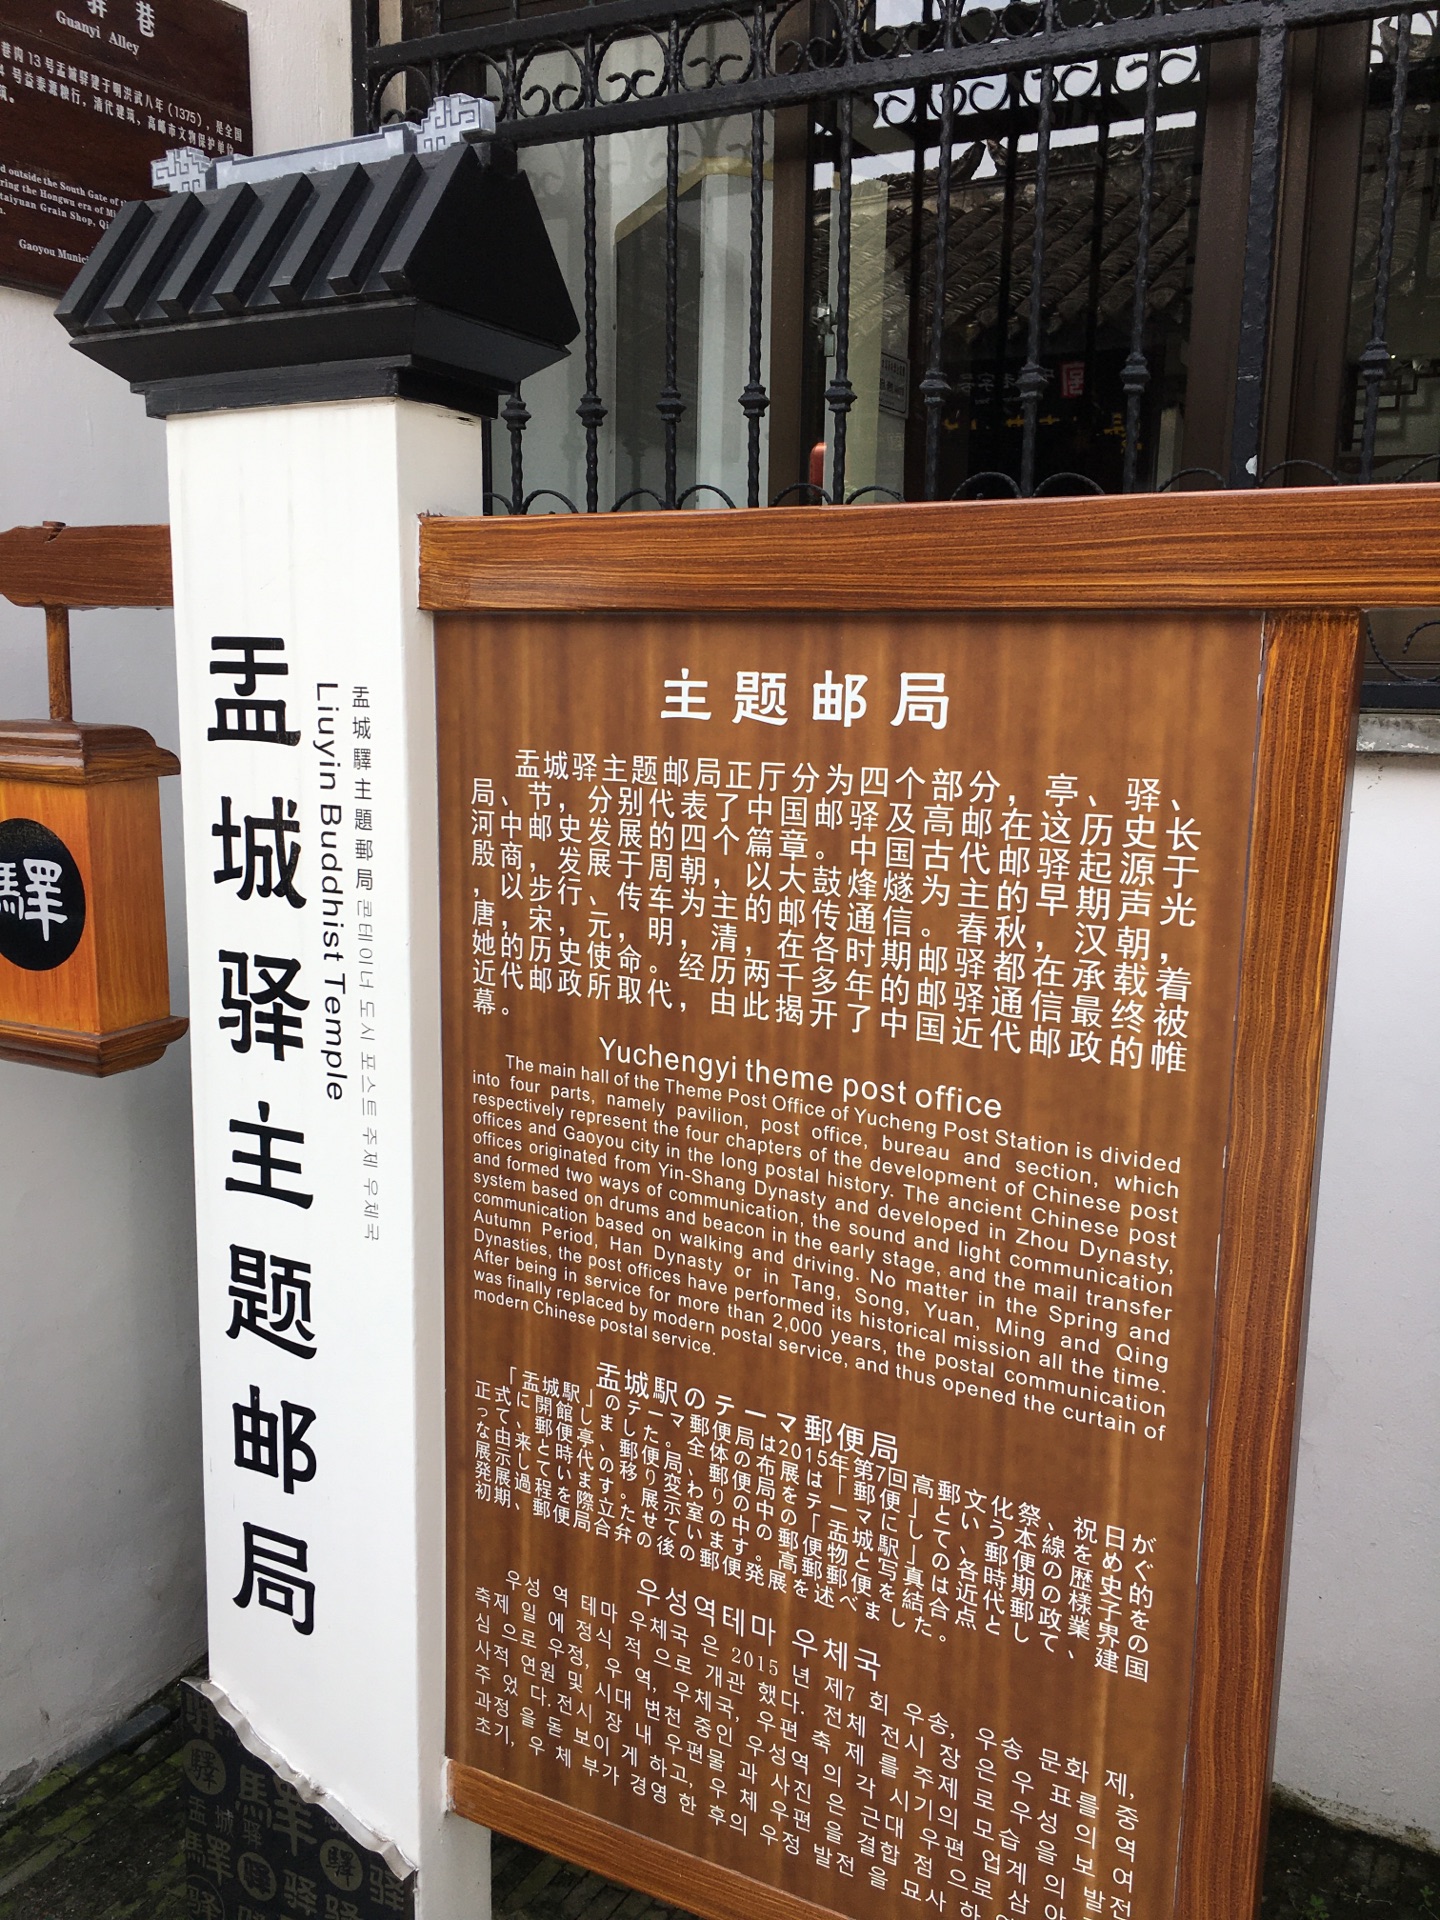 巷
Guanyi Alley
巷内13号盂城驿建于明洪武八年(1375),是全国
号益泰源粮行,清代建筑,高邮市文物保护单位
outside the South Gate of
ring the Hongwu era of
taiyuan Grain Shop,
Gaoyou
驛
盂城驿主题邮局
Liuyin Buddhist Temple
盂城驛主題郵局 콘테이너 도시 포스트 주제 우체국
主题邮局
盂城驿主题邮局正厅分为四个部分,亭、驿、
局、节,分别代表了中国邮驿及高邮在这历史长
河中邮史发展的四个篇章。中国古代邮驿起源于
殷商,发展于周朝,以大鼓烽燧为主的早期声光
,以步行、传车为主的邮传通信。春秋,汉朝,
唐,宋,元,明,清,在各时期邮驿都在承载着
她的历史使命。经历两千多年的邮驿通信最终被
近代邮政所取代,由此揭开了中国近代邮政的帷
幕。
Yuchengyi theme post office
The main hall of the Theme Post Office of Yucheng Post Station is divided
into four parts, namely pavilion, post office, bureau and section, which
respectively represent the four chapters of the development of Chinese post
offices and Gaoyou city in the long postal history. The ancient Chinese post
offices originated from Yin-Shang Dynasty and developed in Zhou Dynasty,
and formed two ways of communication, the sound and light communication
system based on drums and beacon in the early stage, and the mail transfer
communication based on walking and driving. No matter in the Spring and
Autumn Period, Han Dynasty or in Tang, Song, Yuan, Ming and Qing
Dynasties, the post offices have performed its historical mission all the time.
After being in service for more than 2,000 years, the postal communication
was finally replaced by modern postal service, and thus opened the curtain of
modern Chinese postal service.
盂城駅のテーマ郵便局
「盂城駅」のテーマ郵便局は2015年第7回高郵文化祭、祝日が
正式に開館しました。全体の布展は「郵便」という本線をめぐ
って、郵便亭、郵便局、郵便局をテーマにして、郵便の歴史的
な由来と時代の移り変わりの中の「盂城駅」の各時期の様子を
展示しています。展示室の中の郵便物と写真は近代郵政業界の
発展過程を際立たせています。高郵郵便を結合点として、建国
初期、郵便局合弁の後の郵便発展を述べました。
우성역테마 우체국
우성 역 테마 우체국 은 2015 년 제7 회 우송, 우송 문화 제,
축제 일 에 정식 적 으로 개관 했다. 전체 전시 장 은 우 표를 중
심 으로 우정, 우 역, 우체국, 우편 축 제 를 주제 로 우성 의 역
사적 연원 및 시대 변천 중인 우성역 의 각 시기의 모습 을 보 여
주 었 다.전시 장 내 우편물 과 사진 은 근대 우편 업계 의 발전
과정 을 돋 보이 게 하고, 우 체 우편 을 결합 점 으로 삼
초기, 우 체 부가 경영 한 후의 우정 발전 을 묘사 하